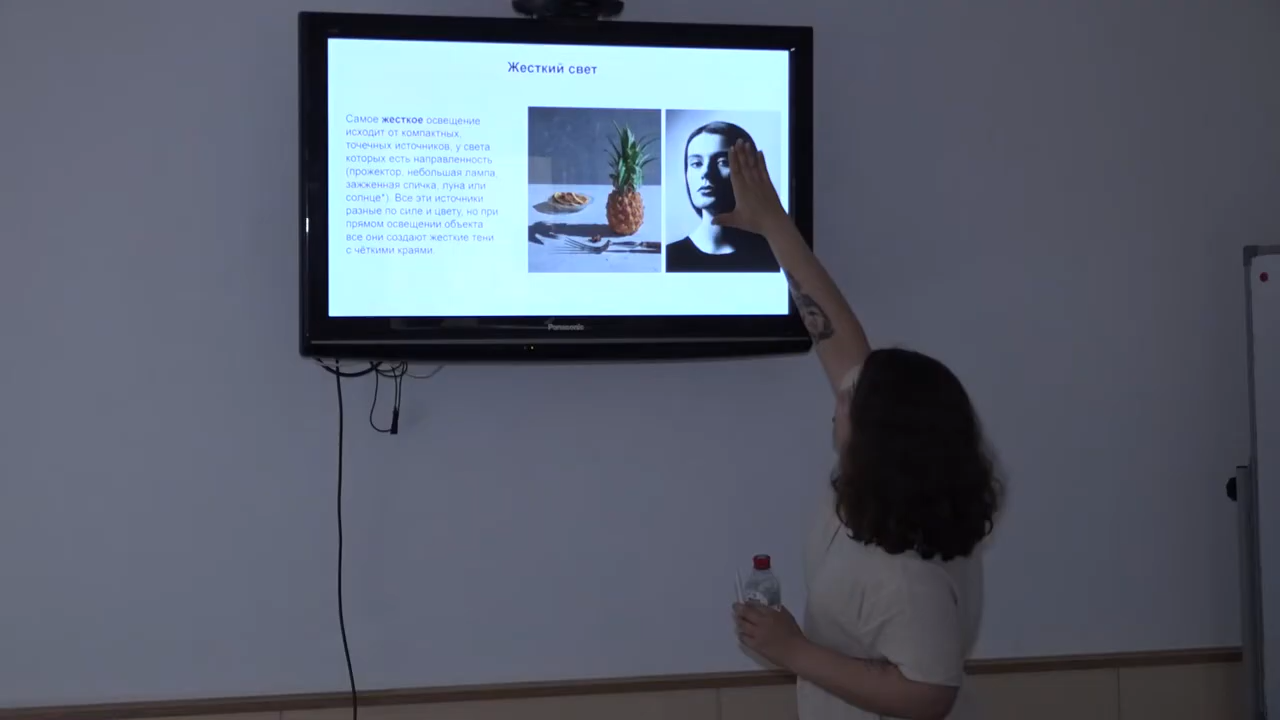 Жесткий свет
Самое жесткое освещение
исходит от компактных,
точечных источников, у света
которых есть направленность
(прожектор, небольшая лампа,
зажженная спичка, луна или
солнце*). Все эти источники
разные по силе и цвету, но при
прямом освещении объекта
все они создают жесткие тени
с чёткими краями.
Panasonic